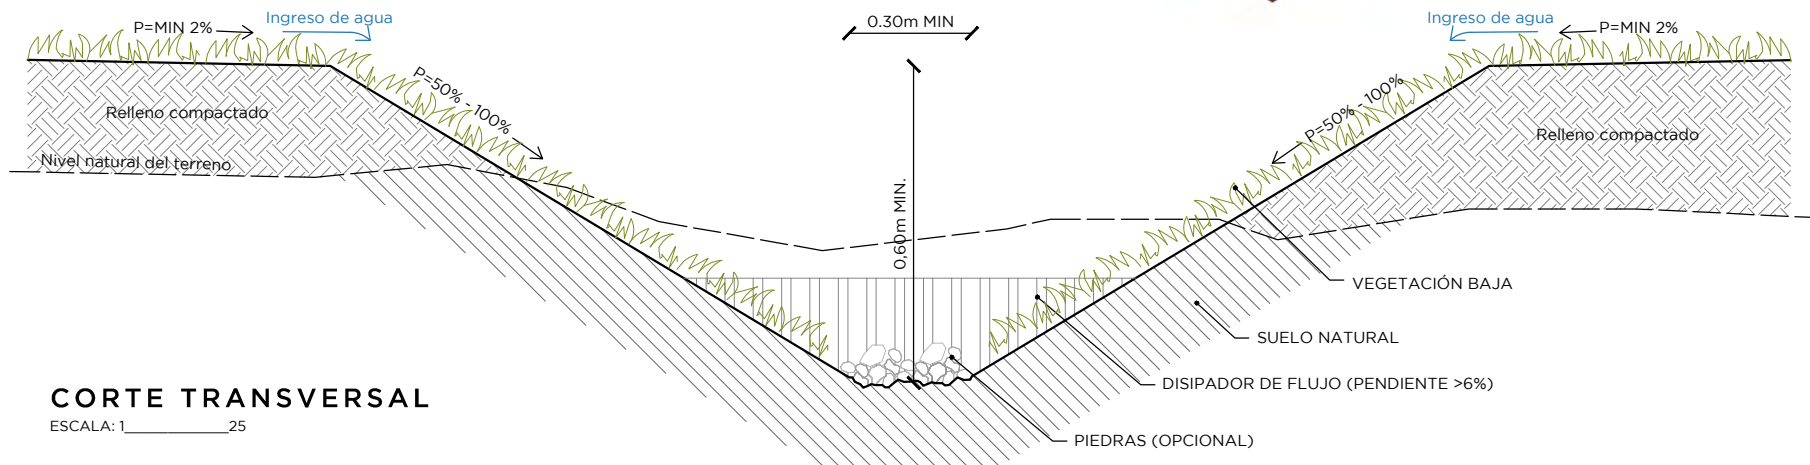 Ingreso de agua
P=MIN 2%
0.30m MIN
Ingreso de agua
P=MIN 2%
P=50% - 100%
P=50% - 100%
Relleno compactado
Relleno compactado
Nivel natural del terreno
0,60m MIN.
VEGETACIÓN BAJA
SUELO NATURAL
DISIPADOR DE FLUJO (PENDIENTE >6%)
PIEDRAS (OPCIONAL)
CORTE TRANSVERSAL
ESCALA: 1____________25